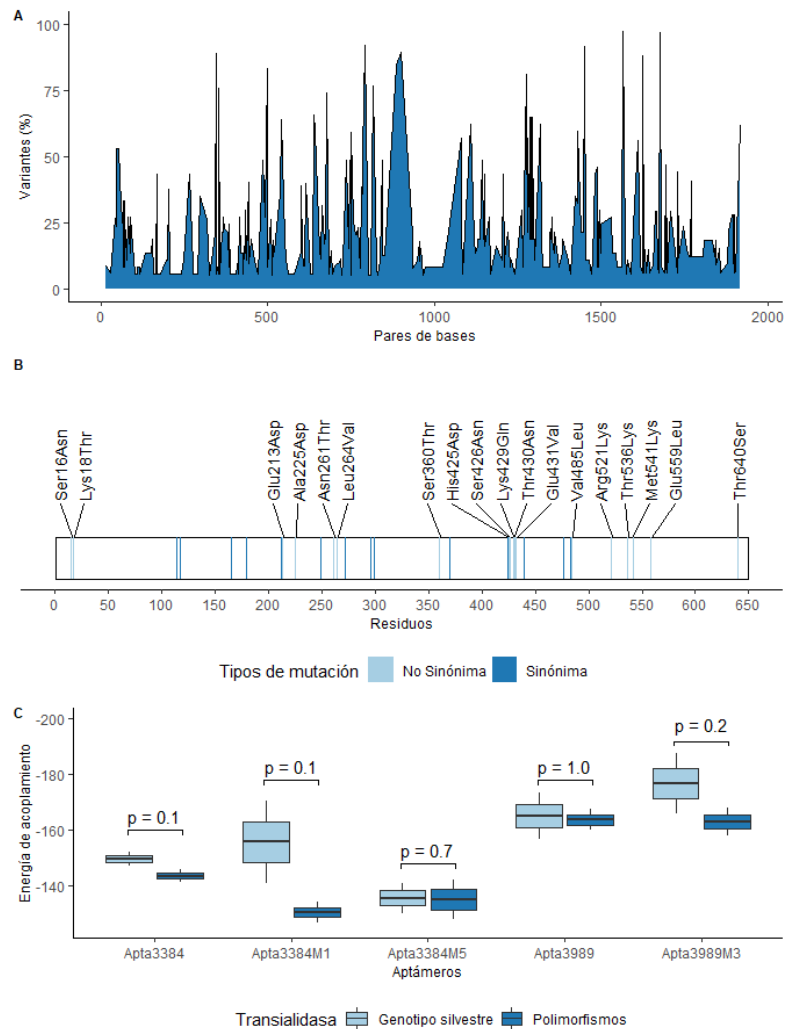 A
Variantes (%)
100
75
50
25
0
0
500
1000
1500
2000
Pares de bases
B
Ser16Asn
Lys18Thr
Glu213Asp
Ala225Asp
Asn261Thr
Leu264Val
Ser360Thr
His425Asp
Ser426Asn
Lys429Gln
Thr430Asn
Glu431Val
Val485Leu
Arg521Lys
Thr536Lys
Met541Lys
Glu559Leu
Thr640Ser
0
50
100
150
200
250
300
350
400
450
500
550
600
650
Residuos
Tipos de mutación
No Sinónima
Sinónima
C
Energía de acoplamiento
-200
-180
-160
-140
p = 0.1
p = 0.1
p = 0.7
p = 1.0
p = 0.2
Apta3384
Apta3384M1
Apta3384M5
Apta3989
Apta3989M3
Aptámeros
Transialidasa
Genotipo silvestre
Polimorfismos